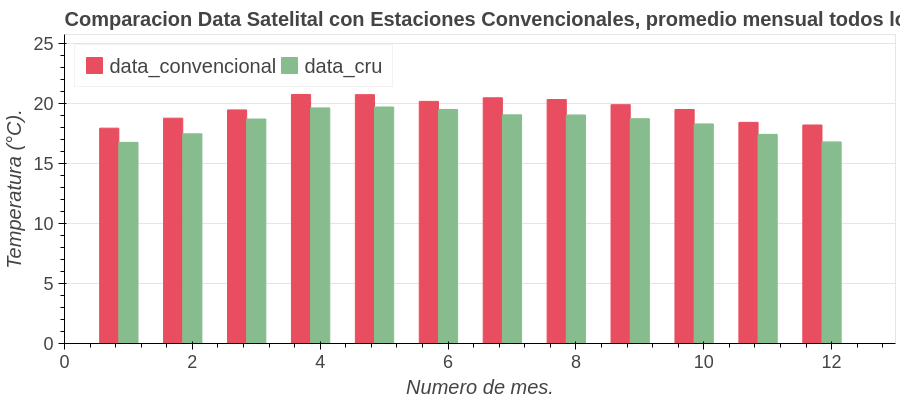 Comparacion Data Satelital con Estaciones Convencionales, promedio mensual todos
data_convencional data_cru
Temperatura (°C).
25
20
15
10
5
0
0 2 4 6 8 10 12
Numero de mes.